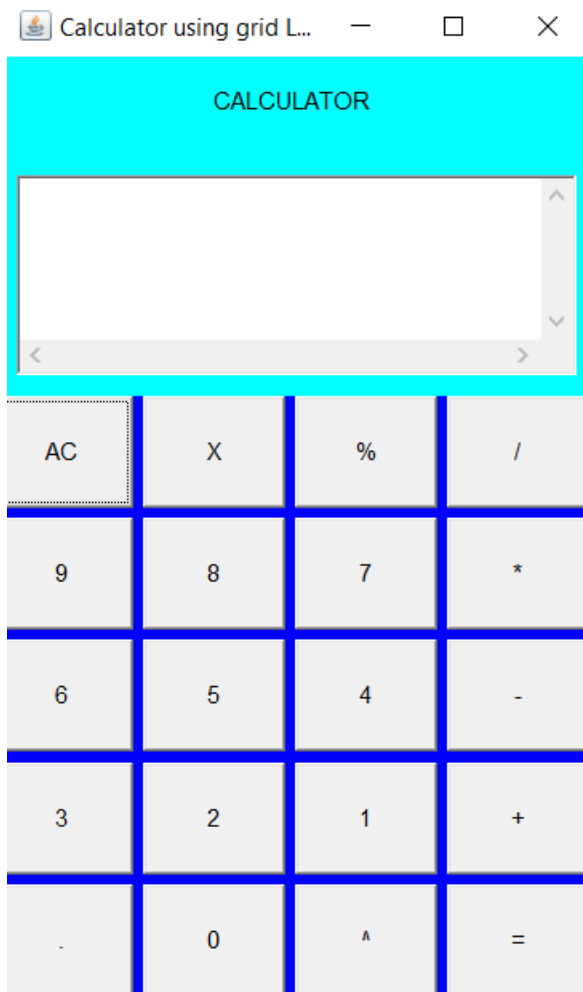 Calculator using grid L...
CALCULATOR
AC X % /
9 8 7 *
6 5 4 -
3 2 1 +
. 0 ^ =